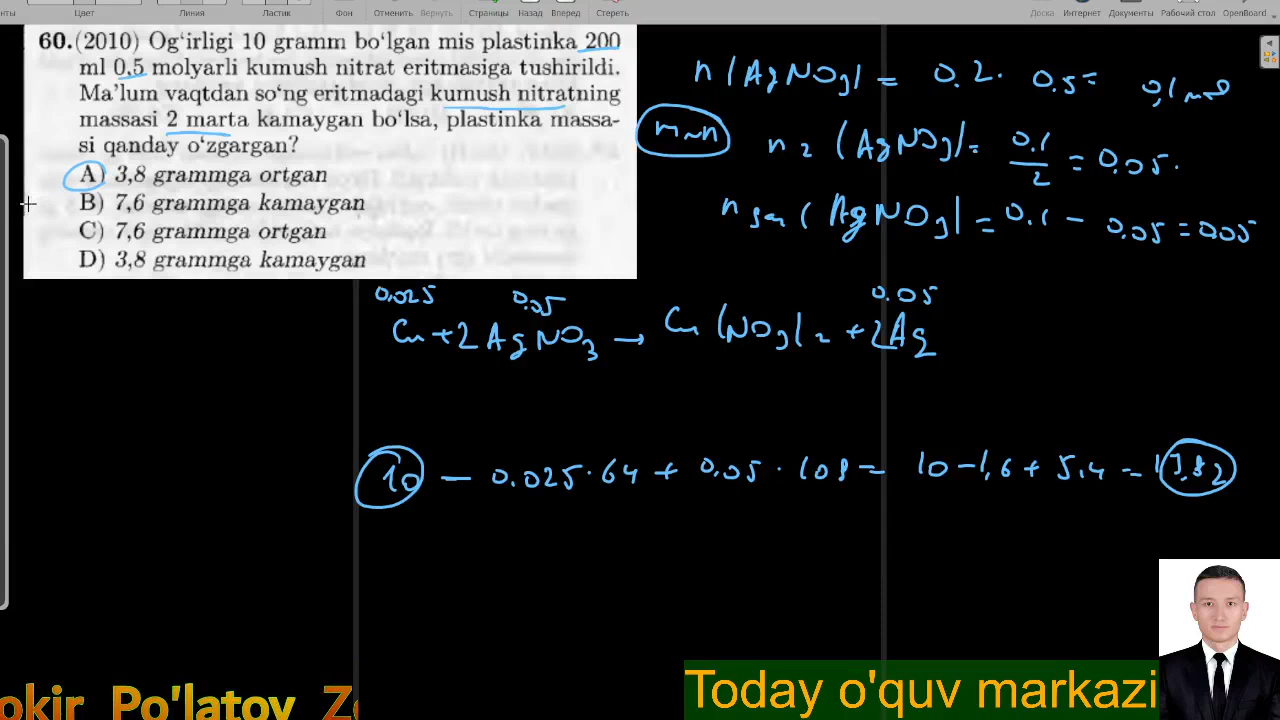 нты Цвет Линия Ластик Фон Отменить Вернуть Страницы Назад Вперед Стереть Доска Интернет Документы Рабочий стол OpenBoard
60.(2010) Og‘irligi 10 gramm bo‘lgan mis plastinka 200
ml 0,5 molyarli kumush nitrat eritmasiga tushirildi.
Ma’lum vaqtdan so‘ng eritmadagi kumush nitratning
massasi 2 marta kamaygan bo‘lsa, plastinka massa-
si qanday o‘zgargan?
A) 3,8 grammga ortgan
B) 7,6 grammga kamaygan
C) 7,6 grammga ortgan
D) 3,8 grammga kamaygan
n(AgNO3) = 0.2 · 0.5 = 0,1 mol
m~n
n2 (AgNO3) = 0.1/2 = 0.05.
(AgNO3) = 0.1 - 0.05 = 0.05
0.025 0.05 0.05
Cu + 2AgNO3 → Cu(NO3)2 + 2Ag
10 - 0.025 · 64 + 0.05 · 108 = 10 - 1,6 + 5.4 = 13.82
okir Po'latov Zo
Today o'quv markazi